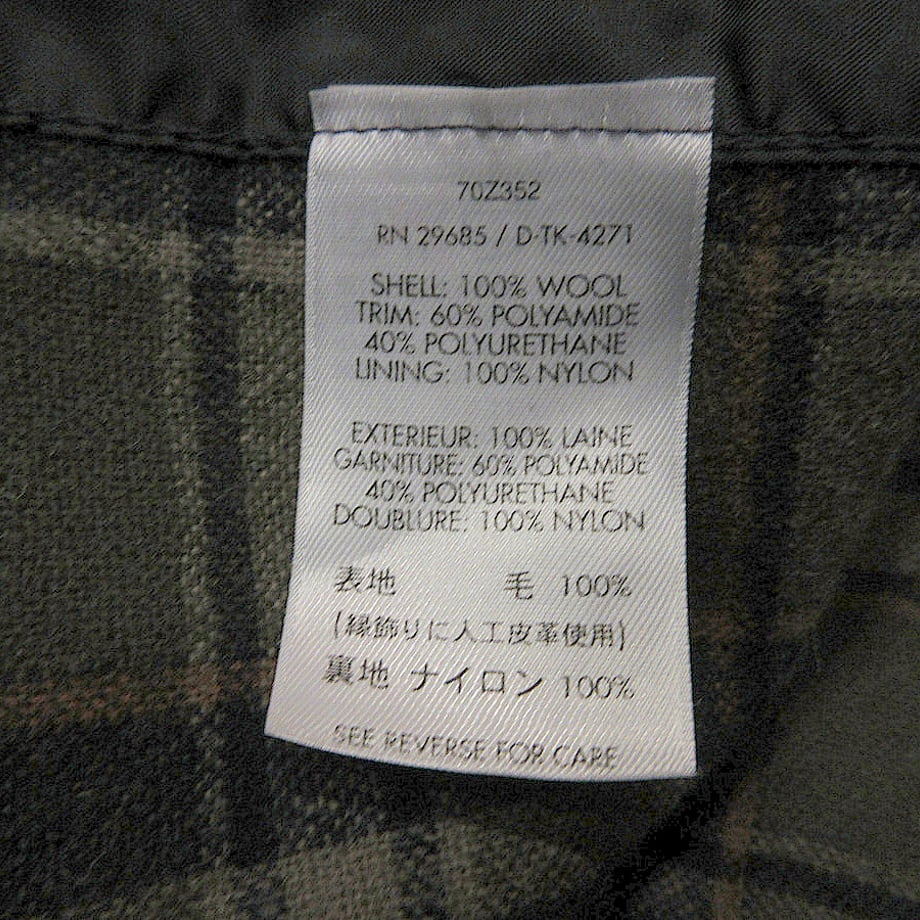 70Z352
RN 29685 / D-TK-4271
SHELL: 100% WOOL
TRIM: 60% POLYAMIDE
40% POLYURETHANE
LINING: 100% NYLON
EXTERIEUR: 100% LAINE
GARNITURE: 60% POLYAMIDE
40% POLYURETHANE
DOUBLURE: 100% NYLON
表地 毛 100%
(縁飾りに人工皮革使用)
裏地 ナイロン 100%
SEE REVERSE FOR CARE